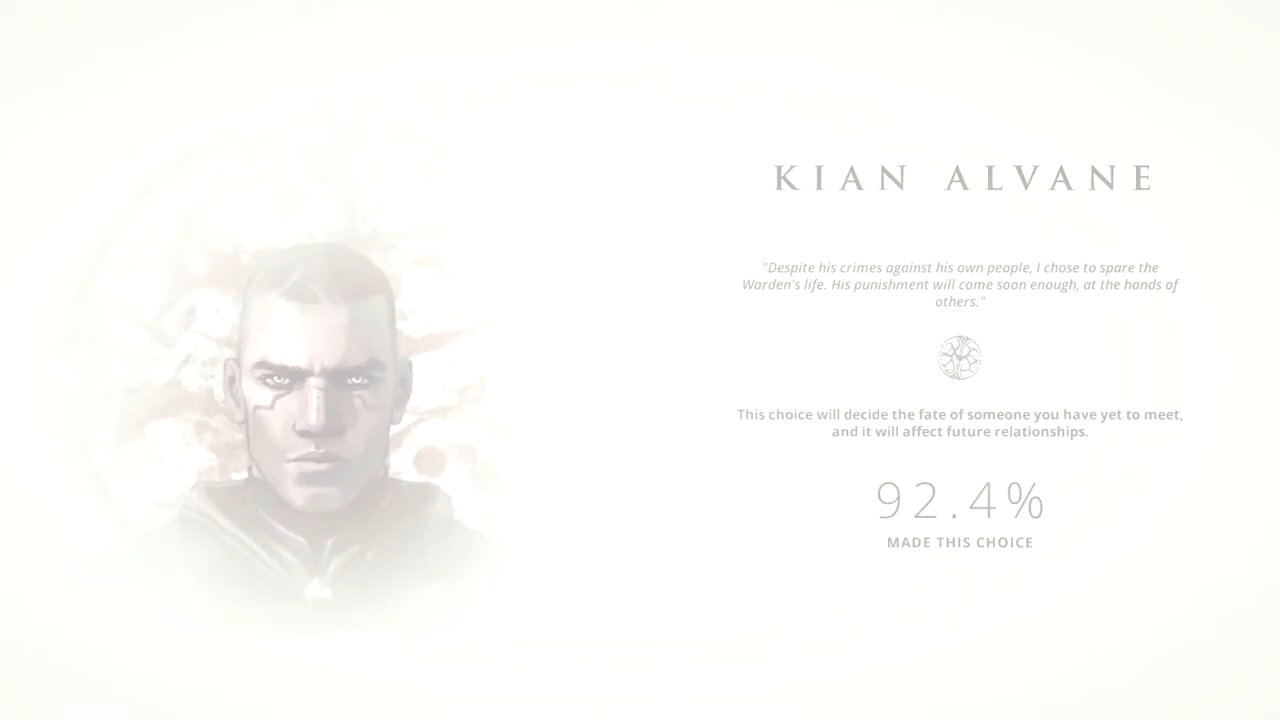 KIAN ALVANE
"Despite his crimes against his own people, I chose to spare the
Warden's life. His punishment will come soon enough, at the hands of
others."
This choice will decide the fate of someone you have yet to meet,
and it will affect future relationships.
92.4%
MADE THIS CHOICE